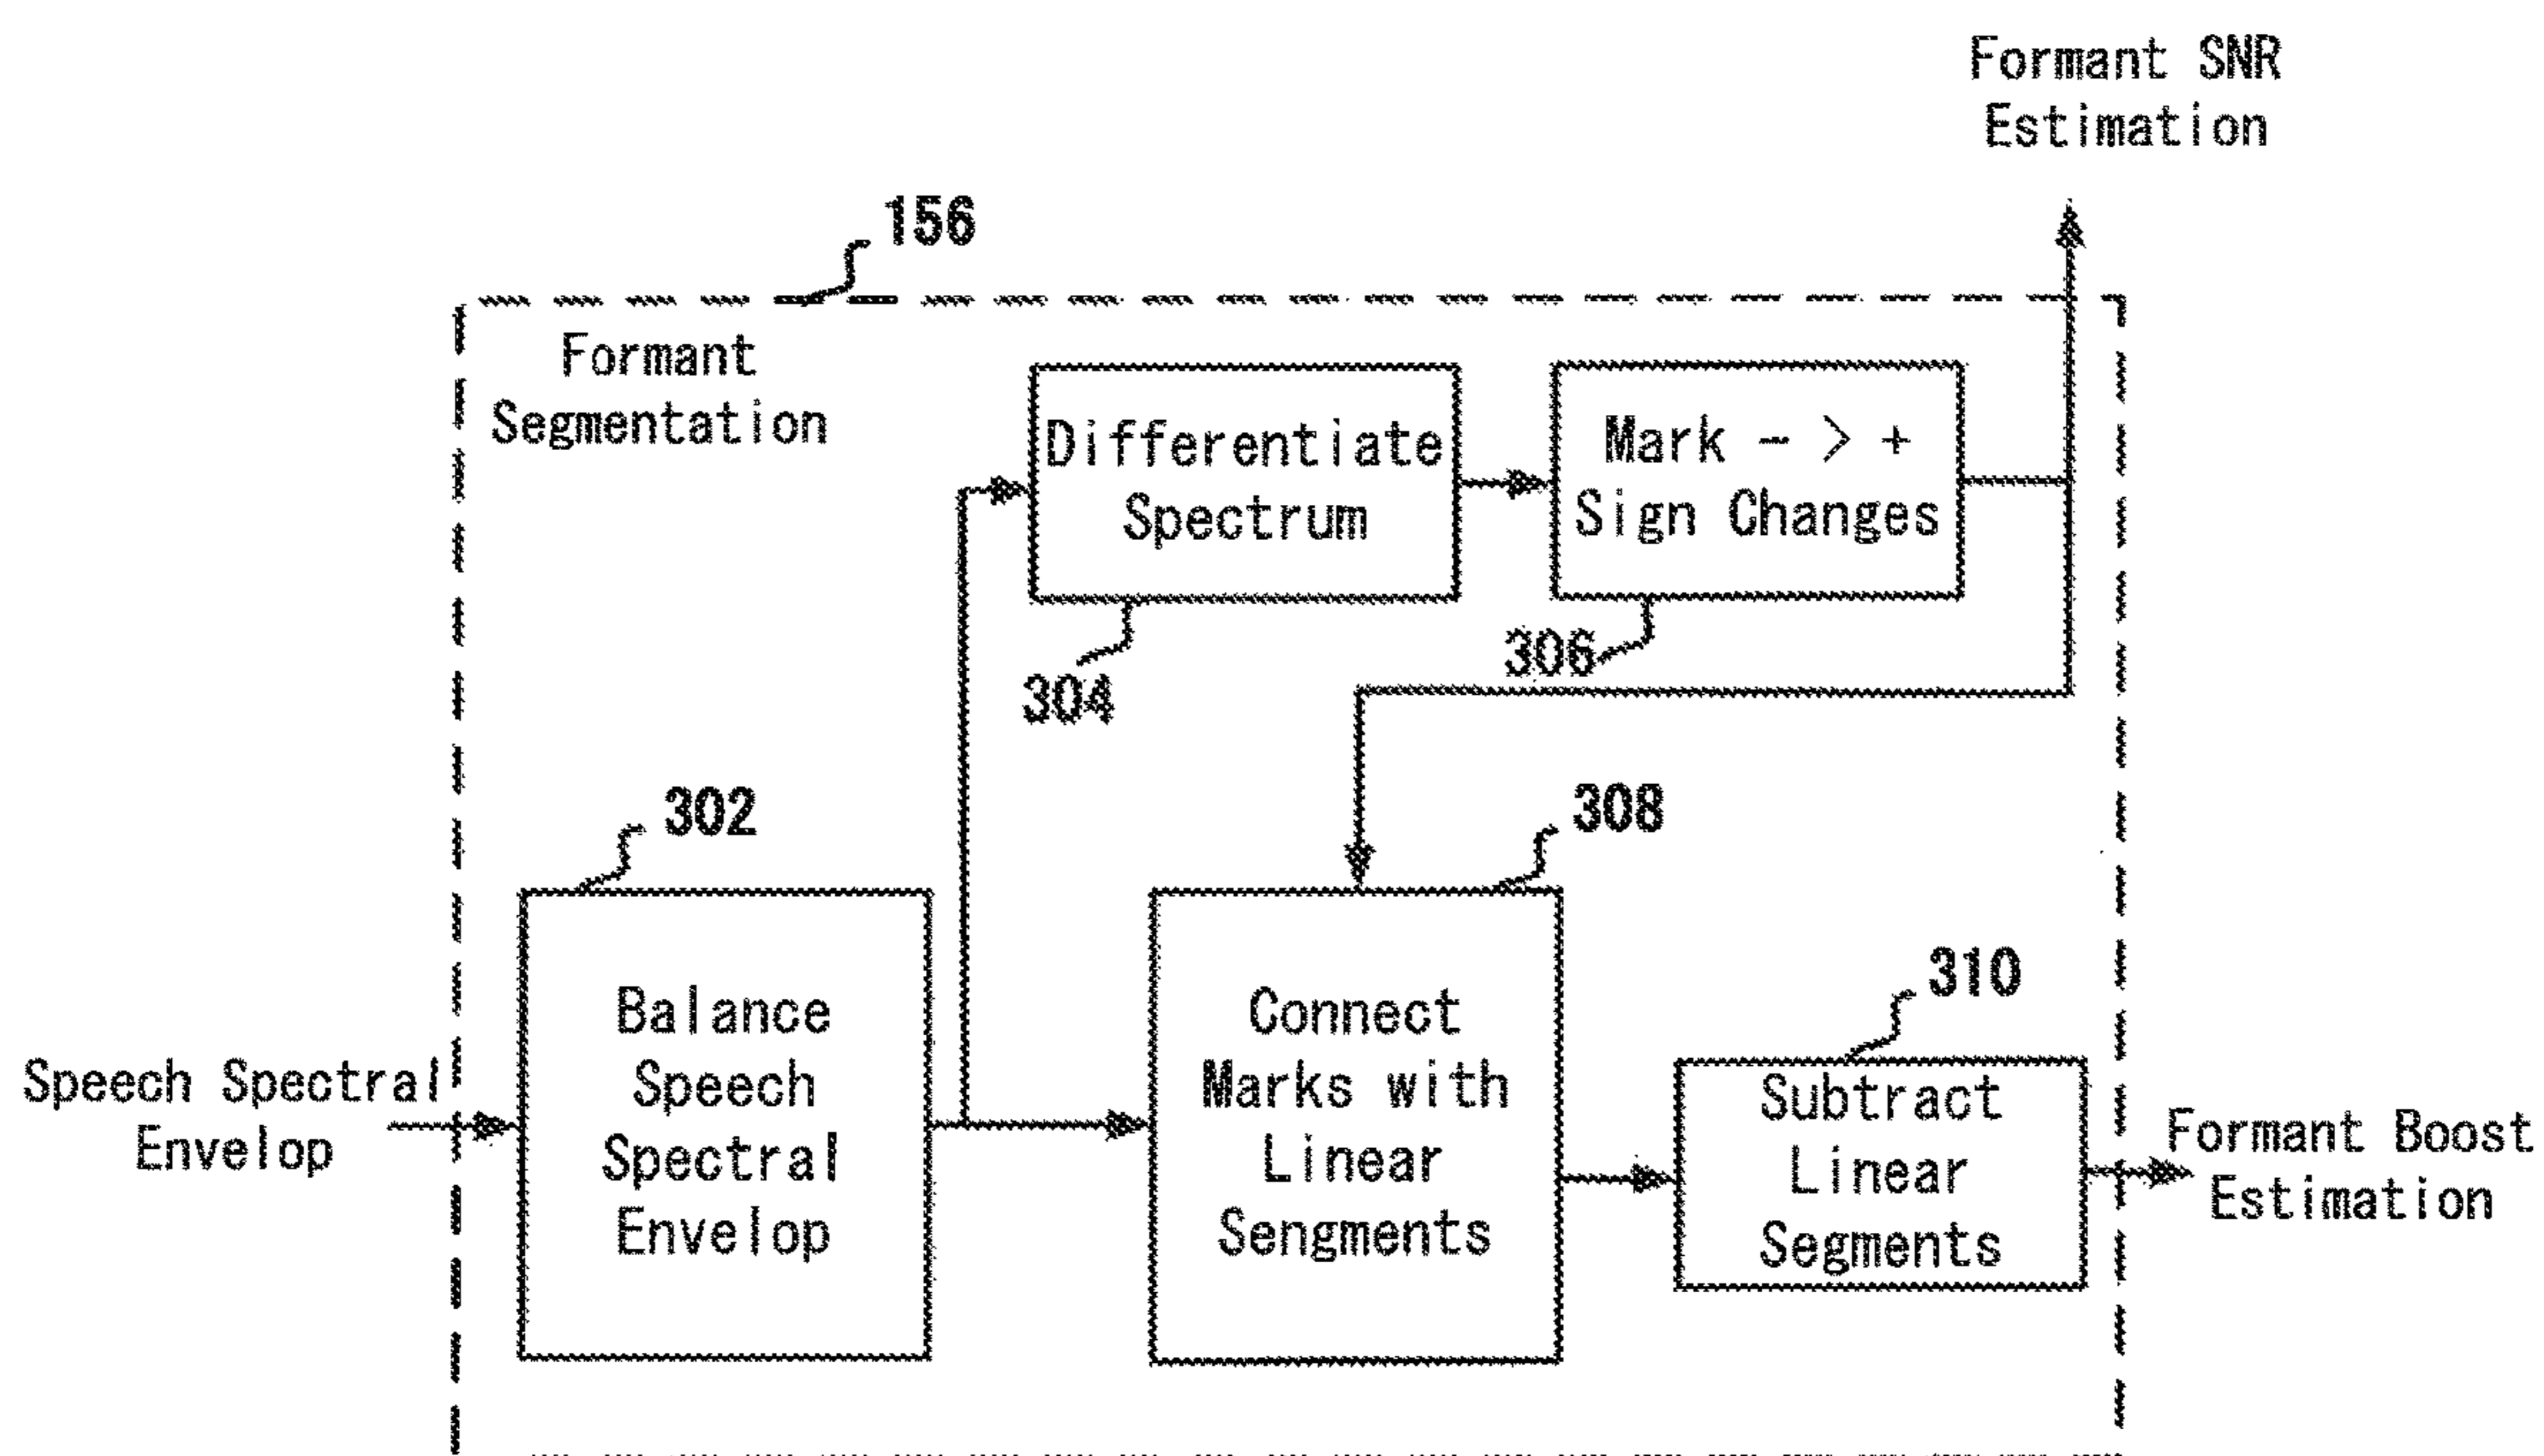 Formant SNR
Estimation
156
Formant
Segmentation
Differentiate
Spectrum
Mark - > +
Sign Changes
304
306
302
308
310
Speech Spectral
Envelop
Balance
Speech
Spectral
Envelop
Connect
Marks with
Linear
Sengments
Subtract
Linear
Segments
Formant Boost
Estimation